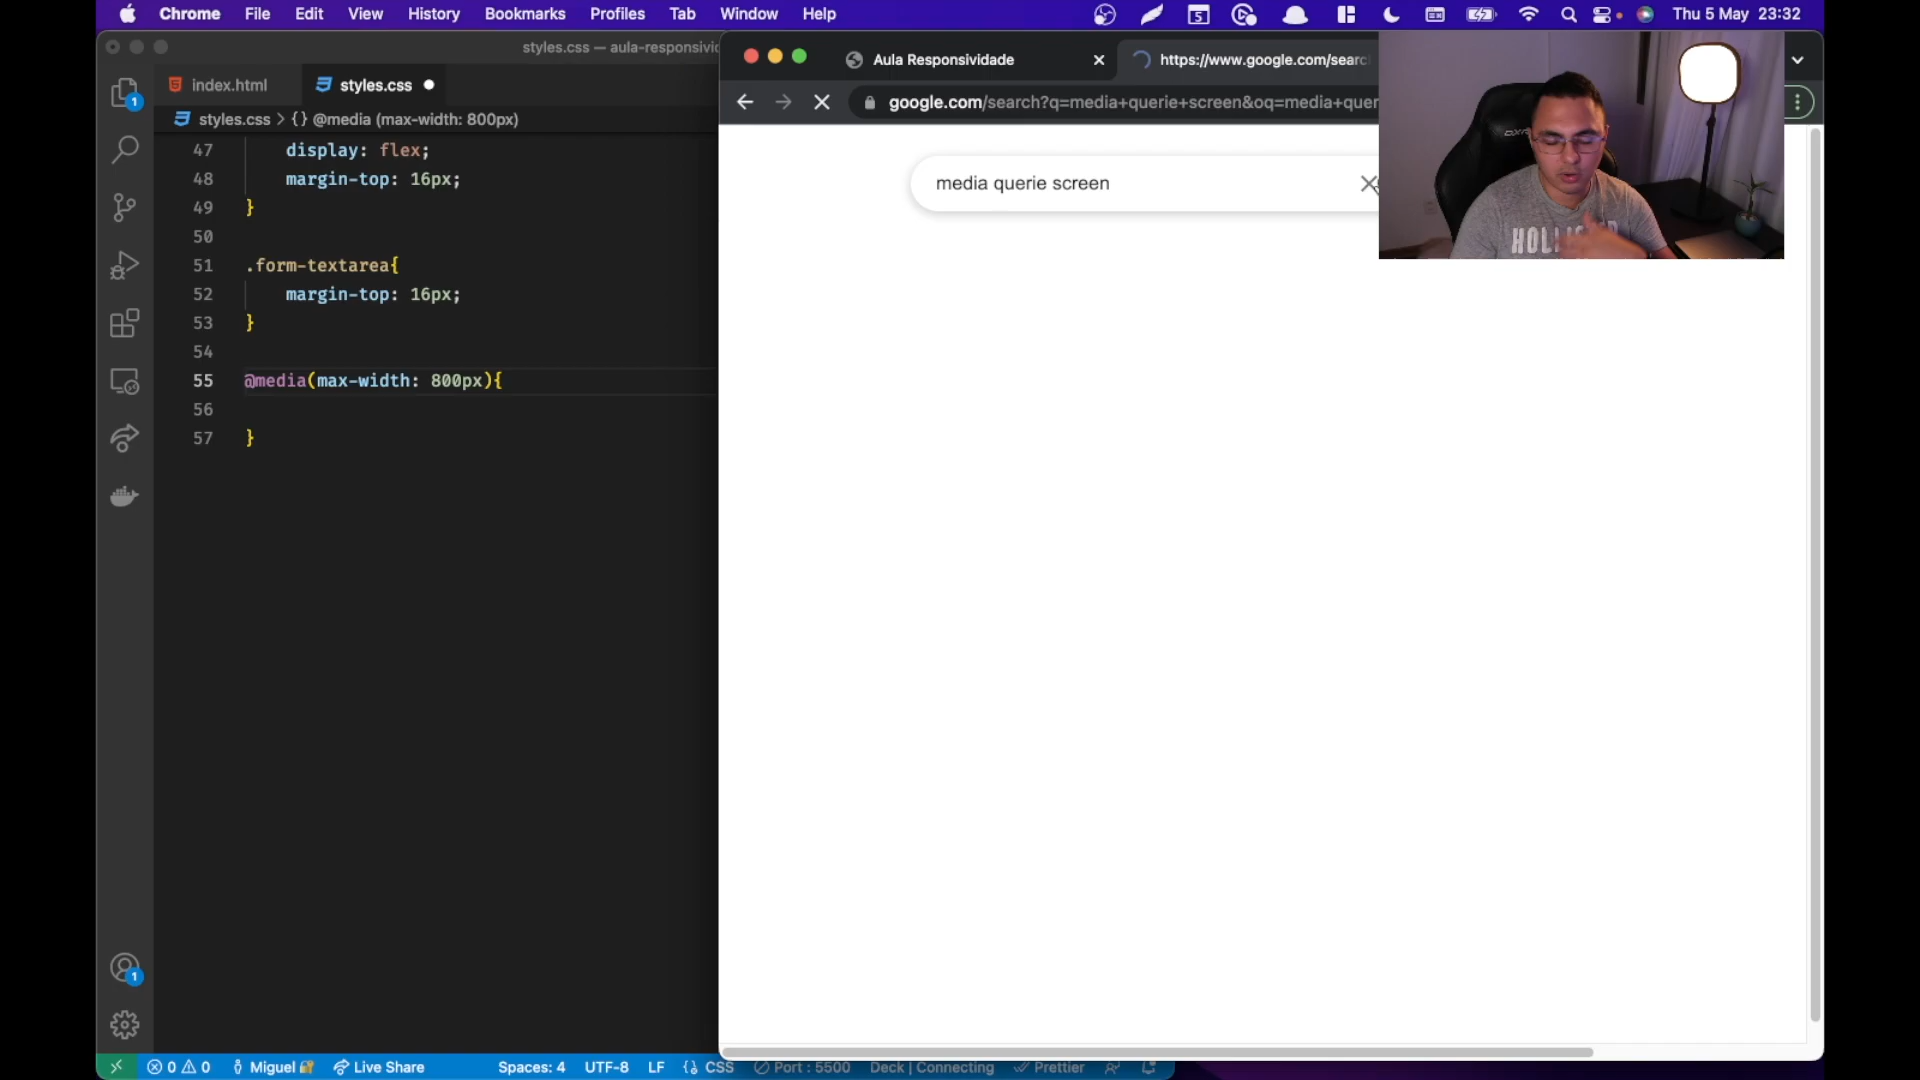 Chrome File Edit View History Bookmarks Profiles Tab Window Help Thu 5 May 23:32
styles.css — aula-responsivid
index.html styles.css
styles.css > {} @media (max-width: 800px)
47 display: flex;
48 margin-top: 16px;
49 }
50
51 .form-textarea{
52 margin-top: 16px;
53 }
54
55 @media(max-width: 800px){
56
57 }
Aula Responsividade https://www.google.com/searc
google.com/search?q=media+querie+screen&oq=media+quer
media querie screen
1
1
5
0 0 Miguel Live Share Spaces: 4 UTF-8 LF {} CSS Port : 5500 Deck | Connecting Prettier